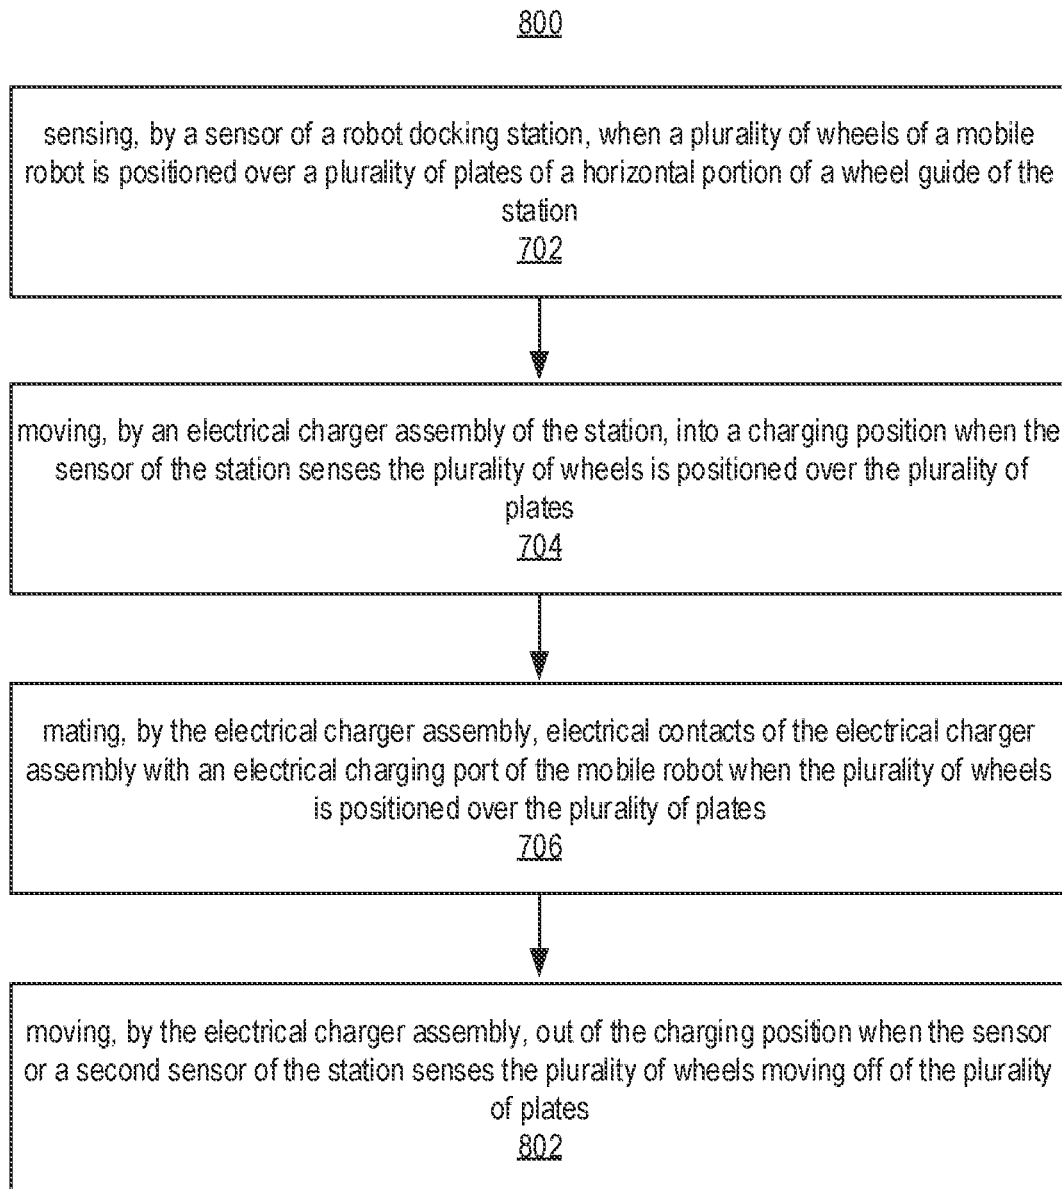 800
sensing, by a sensor of a robot docking station, when a plurality of wheels of a mobile
robot is positioned over a plurality of plates of a horizontal portion of a wheel guide of the
station
702
moving, by an electrical charger assembly of the station, into a charging position when the
sensor of the station senses the plurality of wheels is positioned over the plurality of
plates
704
mating, by the electrical charger assembly, electrical contacts of the electrical charger
assembly with an electrical charging port of the mobile robot when the plurality of wheels
is positioned over the plurality of plates
706
moving, by the electrical charger assembly, out of the charging position when the sensor
or a second sensor of the station senses the plurality of wheels moving off of the plurality
of plates
802